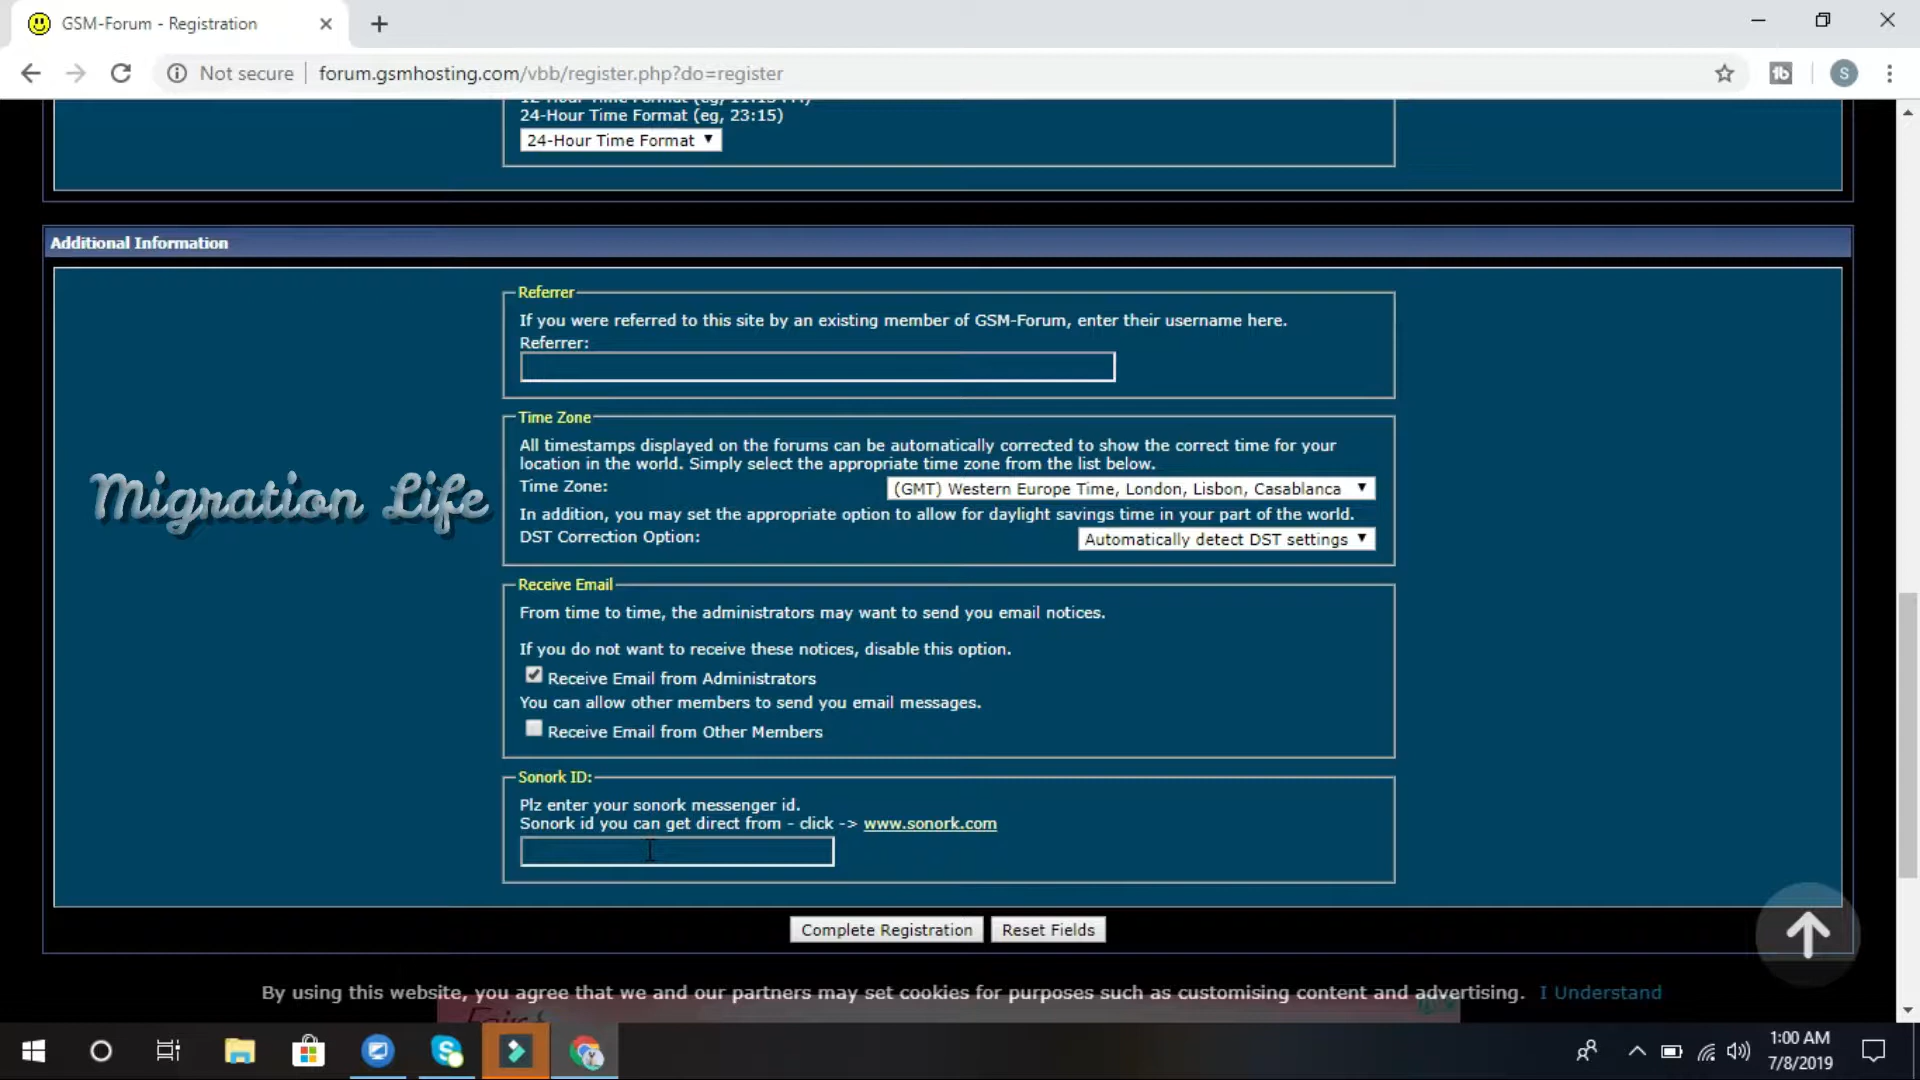 GSM-Forum - Registration
Not secure
forum.gsmhosting.com/vbb/register.php?do=register
S
24-Hour Time Format (eg, 23:15)
24-Hour Time Format
Additional Information
Referrer
If you were referred to this site by an existing member of GSM-Forum, enter their username here.
Referrer:
Time Zone
All timestamps displayed on the forums can be automatically corrected to show the correct time for your
location in the world. Simply select the appropriate time zone from the list below.
Time Zone:
(GMT) Western Europe Time, London, Lisbon, Casablanca
In addition, you may set the appropriate option to allow for daylight savings time in your part of the world.
DST Correction Option:
Automatically detect DST settings
Migration Life
Receive Email
From time to time, the administrators may want to send you email notices.
If you do not want to receive these notices, disable this option.
Receive Email from Administrators
You can allow other members to send you email messages.
Receive Email from Other Members
Sonork ID:
Plz enter your sonork messenger id.
Sonork id you can get direct from - click -> www.sonork.com
Complete Registration
Reset Fields
By using this website, you agree that we and our partners may set cookies for purposes such as customising content and advertising. I Understand
1:00 AM
7/8/2019